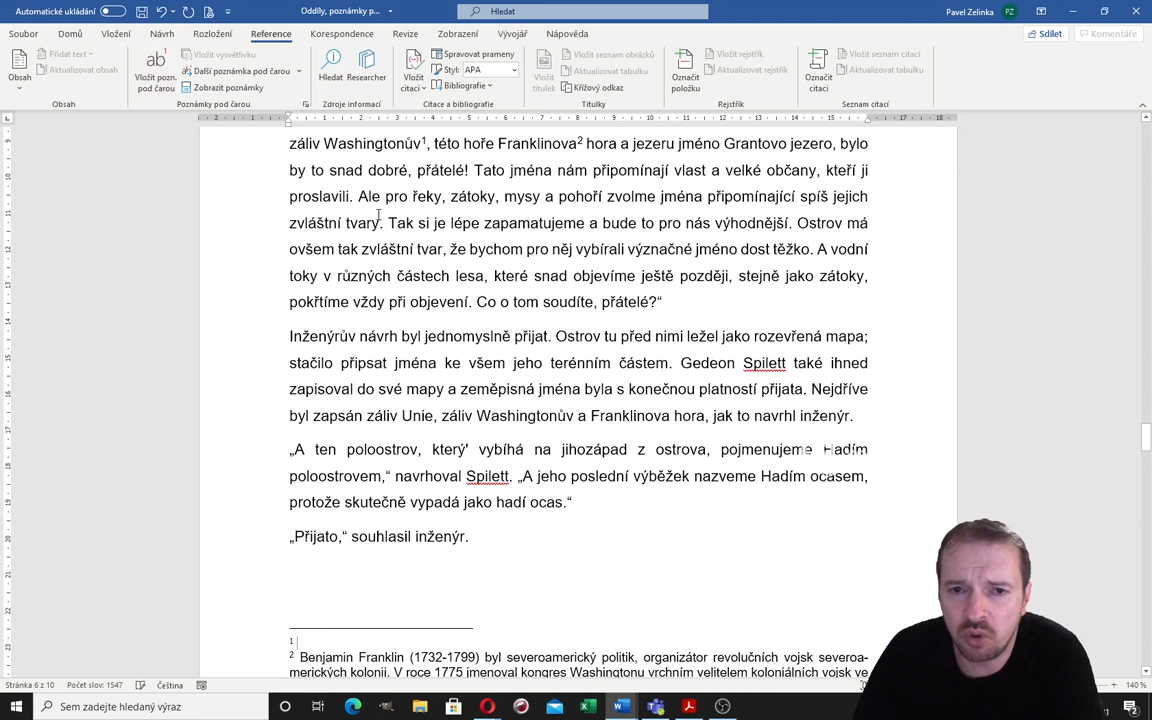 Automatické ukládání
Oddíly, poznámky p...
Hledat
Pavel Zelinka
PZ
Soubor
Domů
Vložení
Návrh
Rozložení
Reference
Korespondence
Revize
Zobrazení
Vývojář
Nápověda
Sdílet
Komentáře
Obsah
Přidat text
Aktualizovat tabulku
Obsah
Vložit pozn. pod čarou
Vložit vysvětlivku
Další poznámka pod čarou
Zobrazit poznámky
Poznámky pod čarou
Hledat
Researcher
Zdroje informací
Vložit citaci
Spravovat prameny
Styl: APA
Bibliografie
Citace a bibliografie
Vložit titulek
Vložit seznam obrázků
Aktualizovat tabulku
Křížový odkaz
Titulky
Označit položku
Vložit rejstřík
Aktualizovat rejstřík
Rejstřík
Označit citaci
Vložit seznam citací
Aktualizovat tabulku
Seznam citací
záliv Washingtonův1, této hoře Franklinova2 hora a jezeru jméno Grantovo jezero, bylo
by to snad dobré, přátelé! Tato jména nám připomínají vlast a velké občany, kteří ji
proslavili. Ale pro řeky, zátoky, mysy a pohoří zvolme jména připomínající spíš jejich
zvláštní tvary. Tak si je lépe zapamatujeme a bude to pro nás výhodnější. Ostrov má
ovšem tak zvláštní tvar, že bychom pro něj vybírali význačné jméno dost těžko. A vodní
toky v různých částech lesa, které snad objevíme ještě později, stejně jako zátoky,
pokřtíme vždy při objevení. Co o tom soudíte, přátelé?“
Inženýrův návrh byl jednomyslně přijat. Ostrov tu před nimi ležel jako rozevřená mapa;
stačilo připsat jména ke všem jeho terénním částem. Gedeon Spilett také ihned
zapisoval do své mapy a zeměpisná jména byla s konečnou platností přijata. Nejdříve
byl zapsán záliv Unie, záliv Washingtonův a Franklinova hora, jak to navrhl inženýr.
„A ten poloostrov, který' vybíhá na jihozápad z ostrova, pojmenujeme Hadím
poloostrovem,“ navrhoval Spilett. „A jeho poslední výběžek nazveme Hadím ocasem,
protože skutečně vypadá jako hadí ocas.“
„Přijato,“ souhlasil inženýr.
1
2 Benjamin Franklin (1732-1799) byl severoamerický politik, organizátor revolučních vojsk severoa-
merických kolonii. V roce 1775 jmenoval kongres Washingtonu vrchním velitelem koloniálních vojsk ve
Stránka 6 z 10
Počet slov: 1547
Čeština
140 %
Sem zadejte hledaný výraz